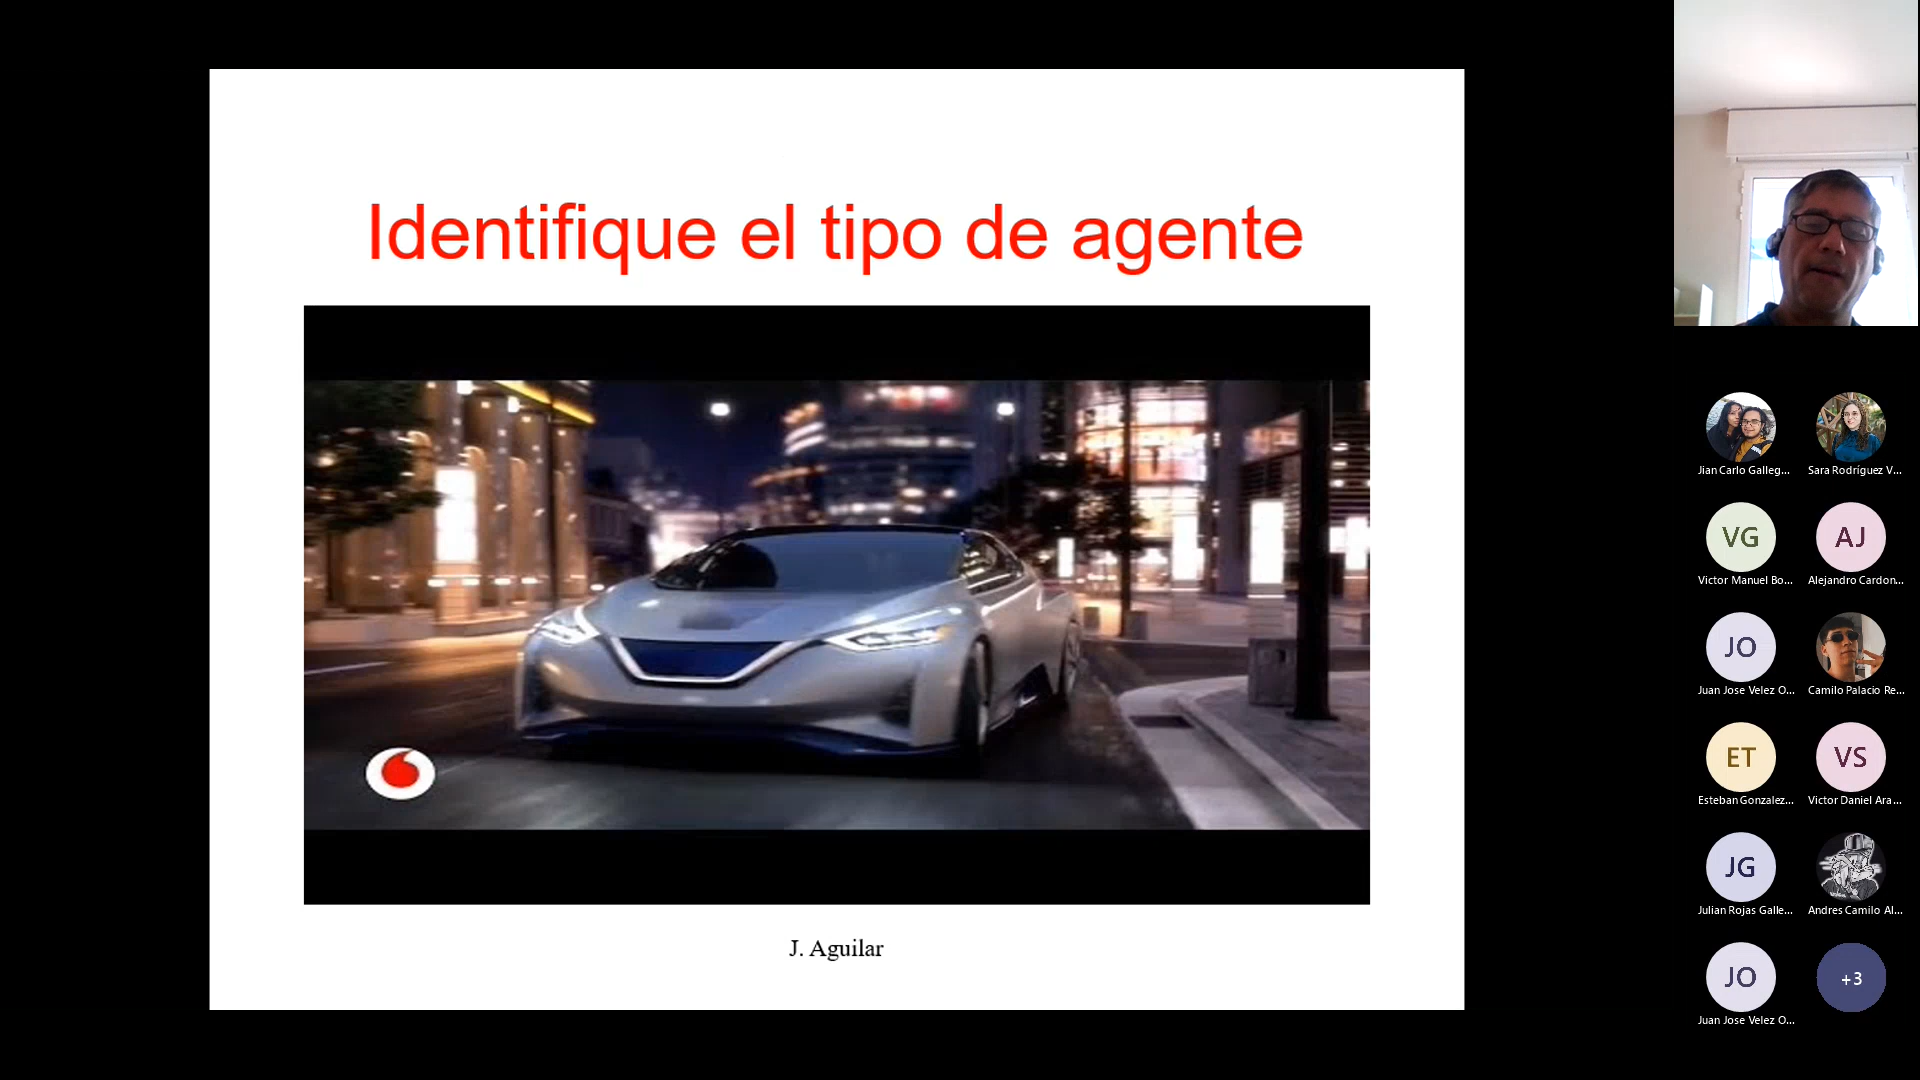 Identifique el tipo de agente
J. Aguilar
Jian Carlo Galleg...
Sara Rodríguez V...
VG
AJ
Victor Manuel Bo...
Alejandro Cardon...
JO
Juan Jose Velez O...
Camilo Palacio Re...
ET
VS
Esteban Gonzalez...
Victor Daniel Ara...
JG
Julian Rojas Galle...
Andres Camilo Al...
JO
+3
Juan Jose Velez O...